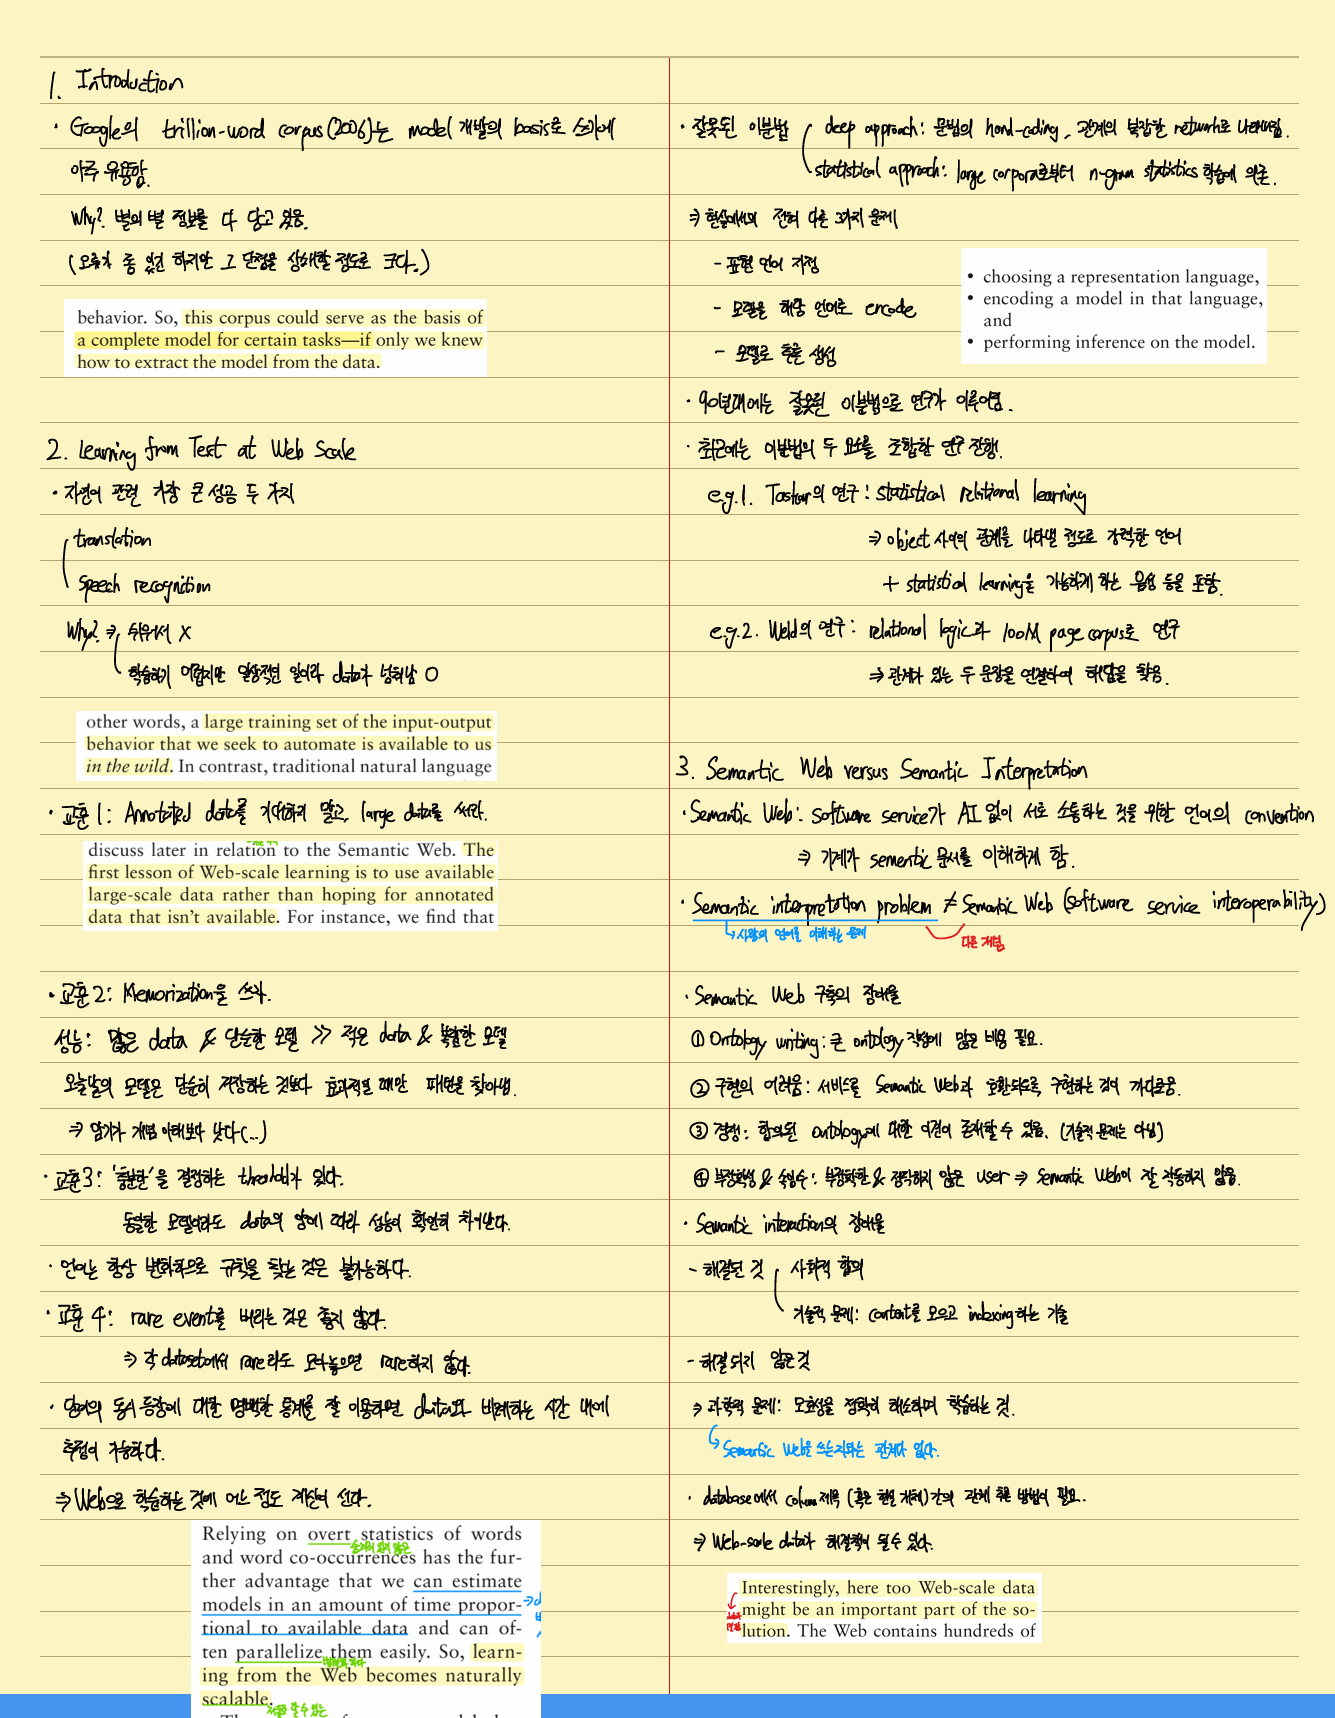 1. Introduction
· Google의 trillion-word corpus(2006)는 model 개발의 basis로 쓰기에
아주 유용함.
Why?. 별의 별 정보를 다 담고 있음.
(오류가 좀 있긴 하지만 그 단점을 상쇄할 정도로 크다.)
behavior. So, this corpus could serve as the basis of
a complete model for certain tasks—if only we knew
how to extract the model from the data.
2. Learning from Test at Web Scale
· 자연어 관련 가장 큰 성공 두 가지
translation
speech recognition
Why? ⇒ 쉬워서 X
학습하기 어렵지만 일상적인 일이라 data가 넘쳐남 O
other words, a large training set of the input-output
behavior that we seek to automate is available to us
in the wild. In contrast, traditional natural language
· 교훈 1: Annotated data를 기대하지 말고, large data를 써라.
discuss later in relation to the Semantic Web. The
first lesson of Web-scale learning is to use available
large-scale data rather than hoping for annotated
data that isn't available. For instance, we find that
· 교훈 2: Memorization을 쓰자.
성능: 많은 data & 단순한 모델 >> 적은 data & 복잡한 모델
오늘날의 모델은 단순히 저장하는 것보다 효과적일 때만 패턴을 찾아냄.
⇒ 암기가 개념 이해보다 낫다(...)
· 교훈 3: '충분한'을 결정하는 threshold가 있다.
동일한 모델이라도 data의 양에 따라 성능이 확연히 차이난다.
· 언어는 항상 변화하므로 규칙을 찾는 것은 불가능하다.
· 교훈 4: rare event를 버리는 것은 좋지 않다.
⇒ 각 dataset에서 rare라도 모아놓으면 rare하지 않다.
· 단어의 동시 등장에 대한 명백한 통계를 잘 이용하면 data와 비례하는 시간 내에
추정이 가능하다.
⇒ Web으로 학습하는 것에 어느 정도 계산이 선다.
Relying on overt statistics of words
and word co-occurrences has the fur-
ther advantage that we can estimate
models in an amount of time propor-
tional to available data and can of-
ten parallelize them easily. So, learn-
ing from the Web becomes naturally
scalable.
· 잘못된 이분법 deep approach: 문법의 hand-coding, 관계의 복잡한 network로 나타내짐.
statistical approach: large corpora로부터 n-gram statistics 학습에 의존.
⇒ 현실에서의 전혀 다른 3가지 문제
- 표현 언어 지정
- 모델을 해당 언어로 encode
- 모델로 추론 생성
• choosing a representation language,
• encoding a model in that language,
and
• performing inference on the model.
· 90년대에는 잘못된 이분법으로 연구가 이루어짐.
· 최근에는 이분법의 두 요소를 조합한 연구 진행.
e.g.1. Taskar의 연구: statistical relational learning
⇒ object 사이의 관계를 나타낼 정도로 강력한 언어
+ statistical learning을 가능하게 하는 음성 등을 포함.
e.g.2. Weld의 연구: relational logic과 100M page corpus로 연구
⇒ 관계가 있는 두 문장을 연결하여 해답을 찾음.
3. Semantic Web versus Semantic Interpretation
· Semantic Web: software service가 AI 없이 서로 소통하는 것을 위한 언어의 convention
⇒ 기계가 sementic 문서를 이해하게 함.
· Semantic interpretation problem ≠ Semantic Web (software service interoperability)
↳ 사람의 언어를 이해하는 문제
다른 개념
· Semantic Web 구축의 장애물
① Ontology writing: 큰 ontology 작성에 많은 비용 필요.
② 구현의 어려움: 서비스를 Semantic Web과 호환되도록 구현하는 것이 까다로움.
③ 경쟁: 합의된 Ontology에 대한 이견이 존재할 수 있음. (기술적 문제는 아님)
④ 부정확성 & 속임수: 부정확한 & 정직하지 않은 user ⇒ Semantic Web이 잘 작동하지 않음.
· Semantic interaction의 장애물
- 해결된 것 사회적 합의
기술적 문제: content를 모으고 indexing하는 기술
- 해결되지 않은 것
⇒ 과학적 문제: 모호성을 정확히 해소하며 학습하는 것.
↳ Semantic Web을 쓰는지와는 관계가 없다.
· database에서 column 제목 (혹은 현실 개체) 간의 관계 추론 방법이 필요.
⇒ Web-scale data가 해결책이 될 수 있다.
Interestingly, here too Web-scale data
might be an important part of the so-
lution. The Web contains hundreds of